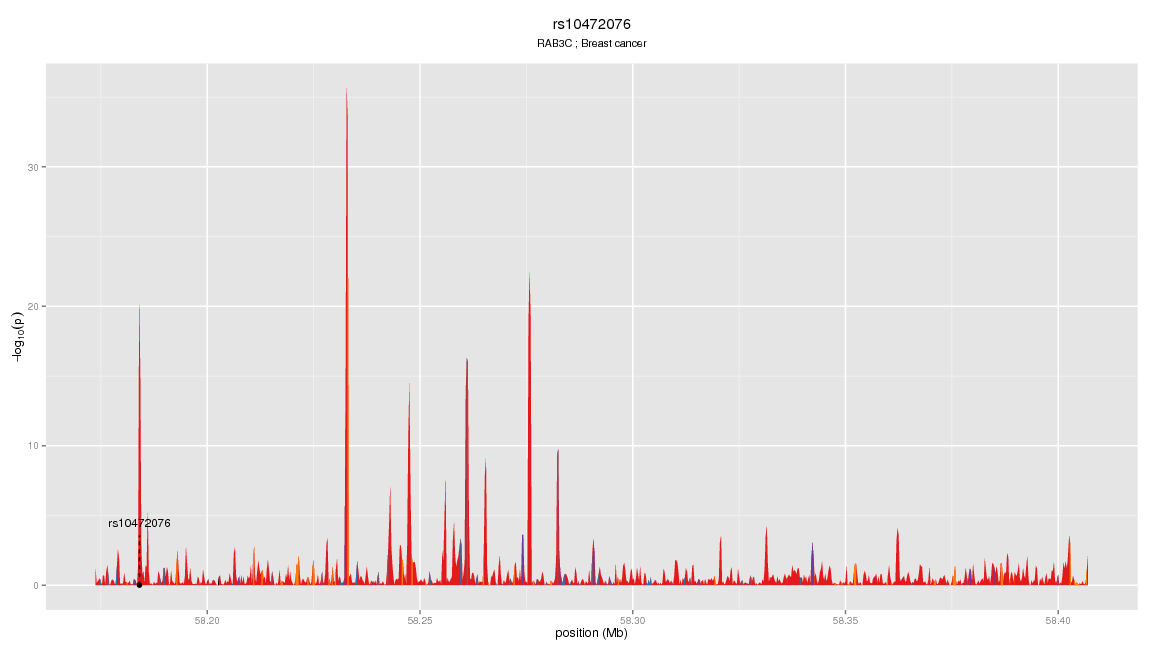 rs10472076
RAB3C ; Breast cancer
30
20
10
0
−log10(p)
rs10472076
58.20
58.25
58.30
58.35
58.40
position (Mb)